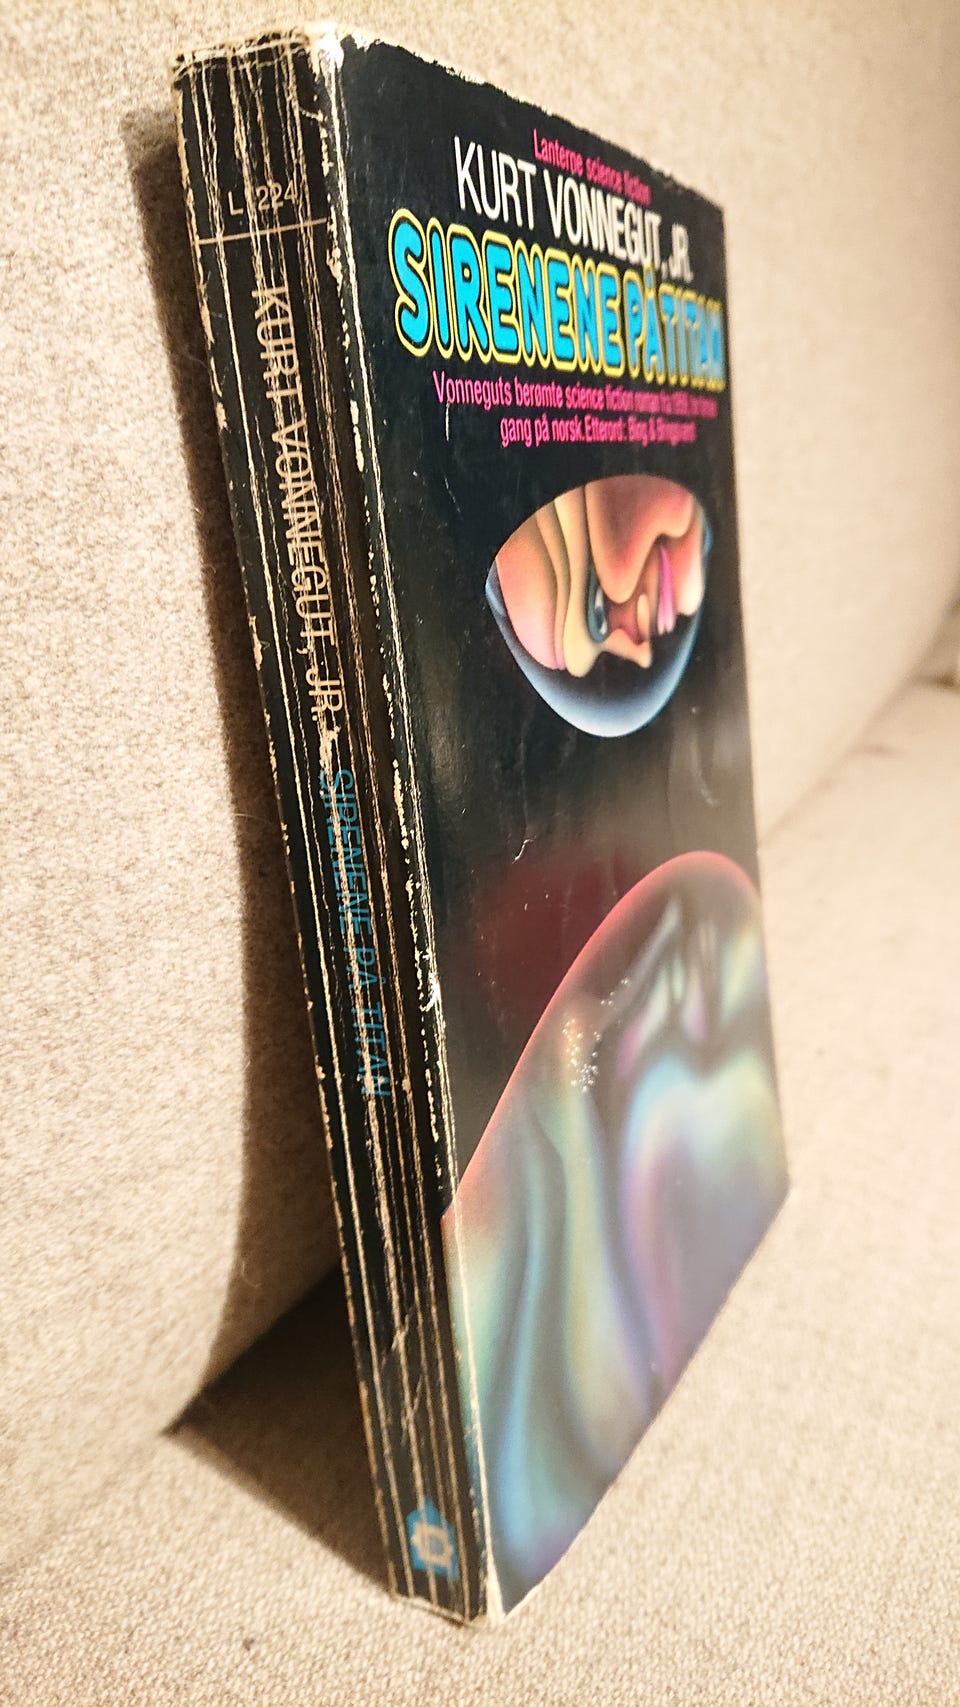 Lanterne science fiction
KURT VONNEGUT, JR.
SIRENENE PÅ TITAN
Vonneguts berømte science fiction roman fra 1959, for første
gang på norsk. Etterord: Bing & Bringsværd
L 224
KURT VONNEGUT, JR. SIRENENE PÅ TITAN